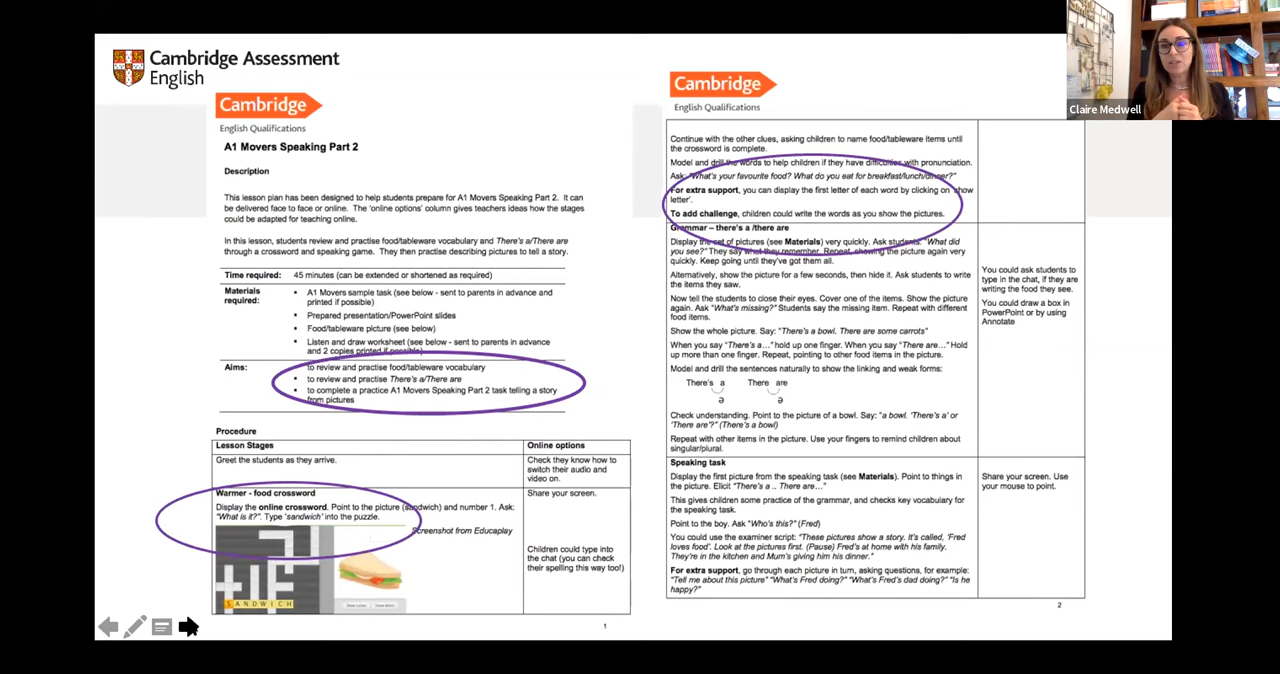 Cambridge Assessment
English
Cambridge
English Qualifications
A1 Movers Speaking Part 2
Description
This lesson plan has been designed to help students prepare for A1 Movers Speaking Part 2. It can
be delivered face to face or online. The 'online options' column gives teachers ideas how the stages
could be adapted for teaching online.
In this lesson, students review and practise food/tableware vocabulary and There's a/There are
through a crossword and speaking game. They then practise describing pictures to tell a story.
Time required: 45 minutes (can be extended or shortened as required)
Materials required:
A1 Movers sample task (see below - sent to parents in advance and
printed if possible)
Prepared presentation/PowerPoint slides
Food/tableware picture (see below)
Listen and draw worksheet (see below - sent to parents in advance
and 2 copies printed if possible)
Aims:
to review and practise food/tableware vocabulary
to review and practise There's a/There are
to complete a practice A1 Movers Speaking Part 2 task telling a story
from pictures
Procedure
Lesson Stages Online options
Greet the students as they arrive.
Check they know how to
switch their audio and
video on.
Warmer - food crossword
Display the online crossword. Point to the picture (sandwich) and number 1. Ask:
"What is it?". Type 'sandwich' into the puzzle.
Screenshot from Educaplay
SANDWICH
Share your screen.
Children could type into
the chat (you can check
their spelling this way too!)
1
Cambridge
English Qualifications
Continue with the other clues, asking children to name food/tableware items until
the crossword is complete.
Model and drill the words to help children if they have difficulties with pronunciation.
Ask: "What's your favourite food? What do you eat for breakfast/lunch/dinner?"
For extra support, you can display the first letter of each word by clicking on 'show
letter'.
To add challenge, children could write the words as you show the pictures.
Grammar – there's a /there are
Display the set of pictures (see Materials) very quickly. Ask students: "What did
you see?" They say what they remember. Repeat, showing the picture again very
quickly. Keep going until they've got them all.
Alternatively, show the picture for a few seconds, then hide it. Ask students to write
the items they saw.
Now tell the students to close their eyes. Cover one of the items. Show the picture
again. Ask "What's missing?" Students say the missing item. Repeat with different
food items.
Show the whole picture. Say: "There's a bowl. There are some carrots"
When you say "There's a…" hold up one finger. When you say "There are…" Hold
up more than one finger. Repeat, pointing to other food items in the picture.
Model and drill the sentences naturally to show the linking and weak forms:
There's a There are
ə ə
Check understanding. Point to the picture of a bowl. Say: "a bowl. 'There's a' or
'There are'?" (There's a bowl)
Repeat with other items in the picture. Use your fingers to remind children about
singular/plural.
You could ask students to
type in the chat, if they are
writing the food they see.
You could draw a box in
PowerPoint or by using
Annotate
Speaking task
Display the first picture from the speaking task (see Materials). Point to things in
the picture. Elicit "There's a .. There are…"
This gives children some practice of the grammar, and checks key vocabulary for
the speaking task.
Point to the boy. Ask "Who's this?" (Fred)
You could use the examiner script: "These pictures show a story. It's called, 'Fred
loves food'. Look at the pictures first. (Pause) Fred's at home with his family.
They're in the kitchen and Mum's giving him his dinner."
For extra support, go through each picture in turn, asking questions, for example:
"Tell me about this picture" "What's Fred doing?" "What's Fred's dad doing?" "Is he
happy?"
Share your screen. Use
your mouse to point.
2
Claire Medwell